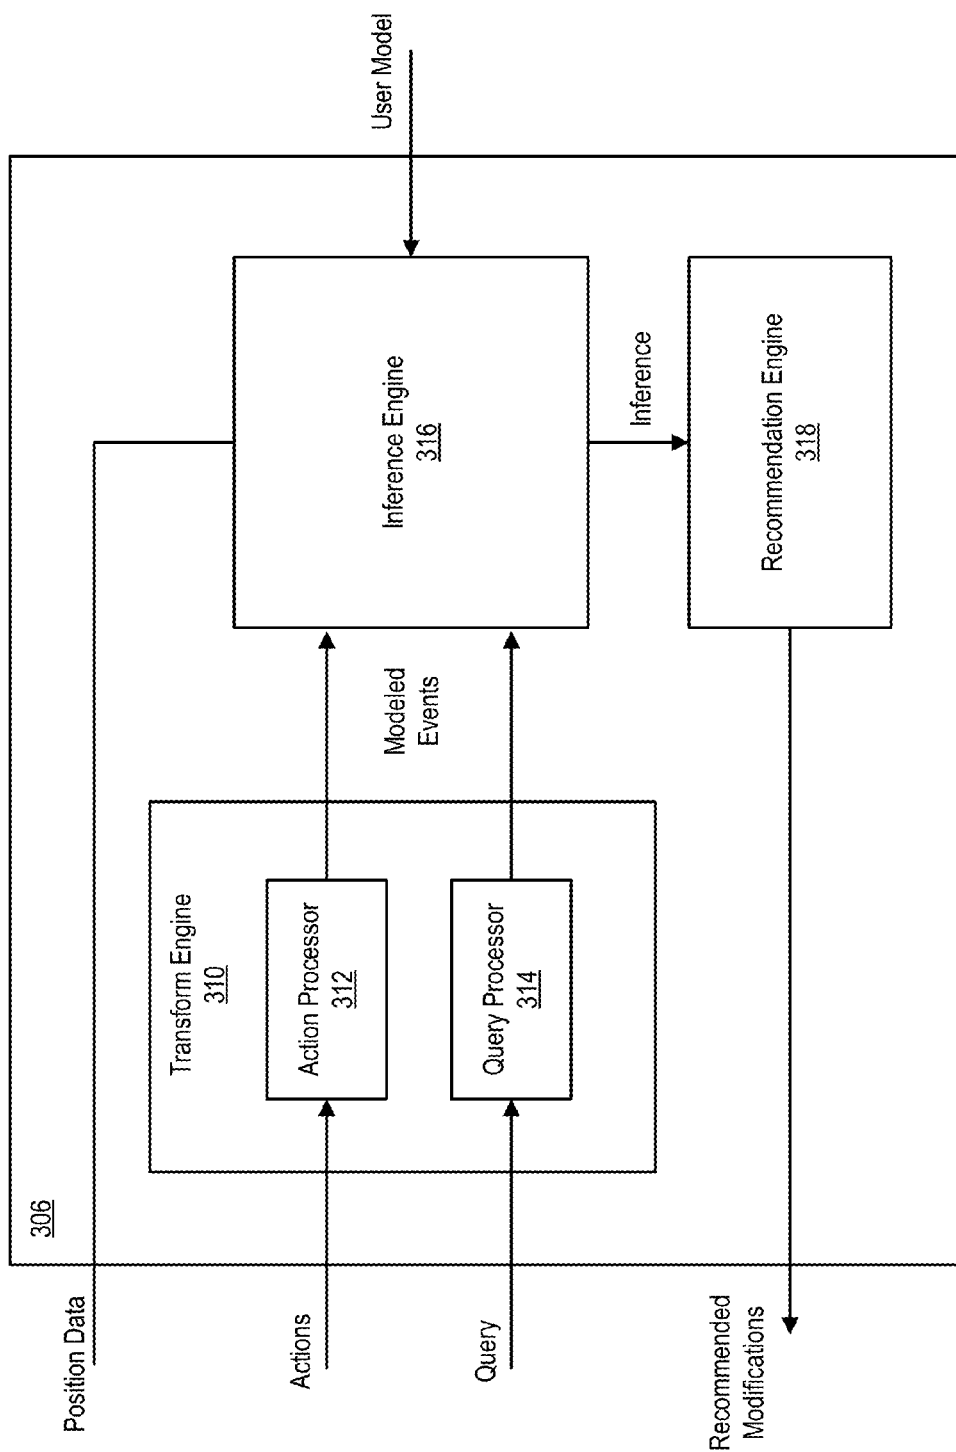 306
Position Data
Actions
Query
Recommended
Modifications
Transform Engine
310
Action Processor
312
Query Processor
314
Modeled
Events
Inference Engine
316
Inference
Recommendation Engine
318
User Model